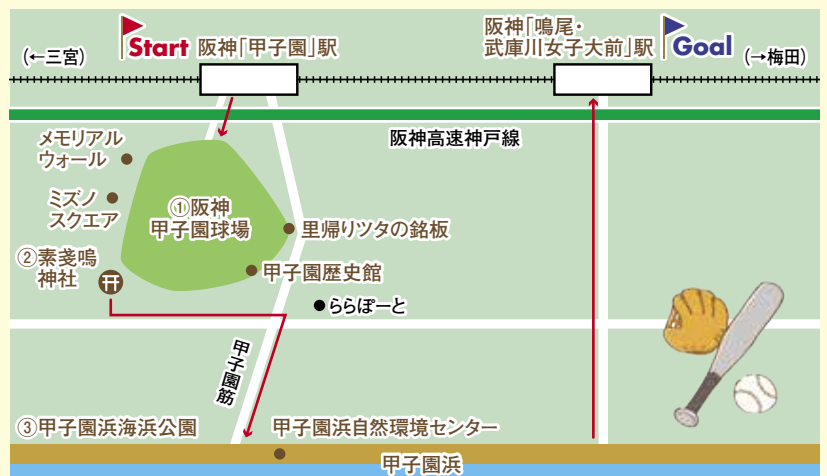 (←三宮)
Start
阪神「甲子園」駅
阪神「鳴尾・
武庫川女子大前」駅
Goal
(→梅田)
阪神高速神戸線
メモリアル
ウォール
ミズノ
スクエア
①阪神
甲子園球場
里帰りツタの銘板
②素盞嗚
神社
甲子園歴史館
ららぽーと
甲子園筋
③甲子園浜海浜公園
甲子園浜自然環境センター
甲子園浜